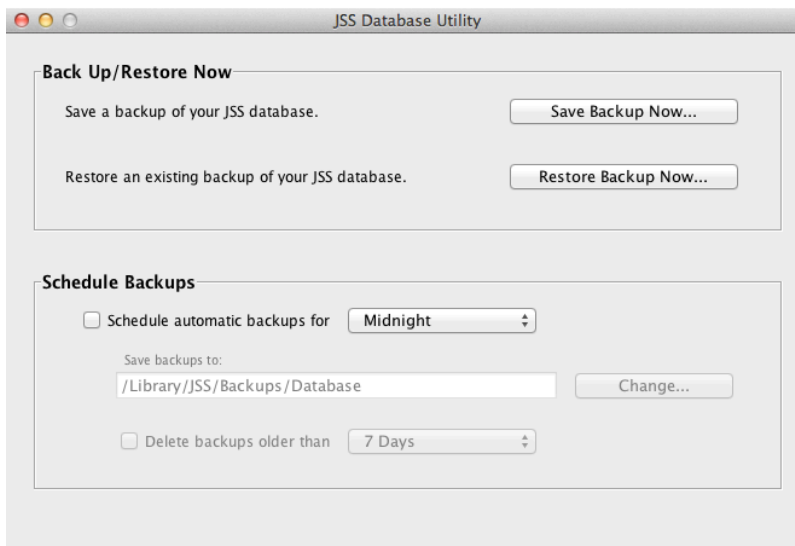 JSS Database Utility
Back Up/Restore Now
Save a backup of your JSS database.
Save Backup Now...
Restore an existing backup of your JSS database.
Restore Backup Now...
Schedule Backups
Schedule automatic backups for
Midnight
Save backups to:
/Library/JSS/Backups/Database
Change...
Delete backups older than
7 Days